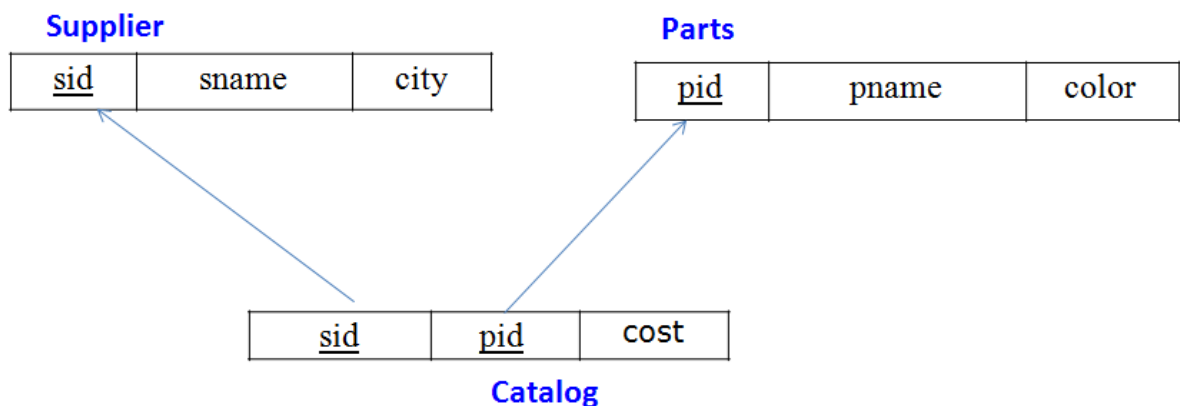 Supplier
sid sname city
Parts
pid pname color
sid pid cost
Catalog